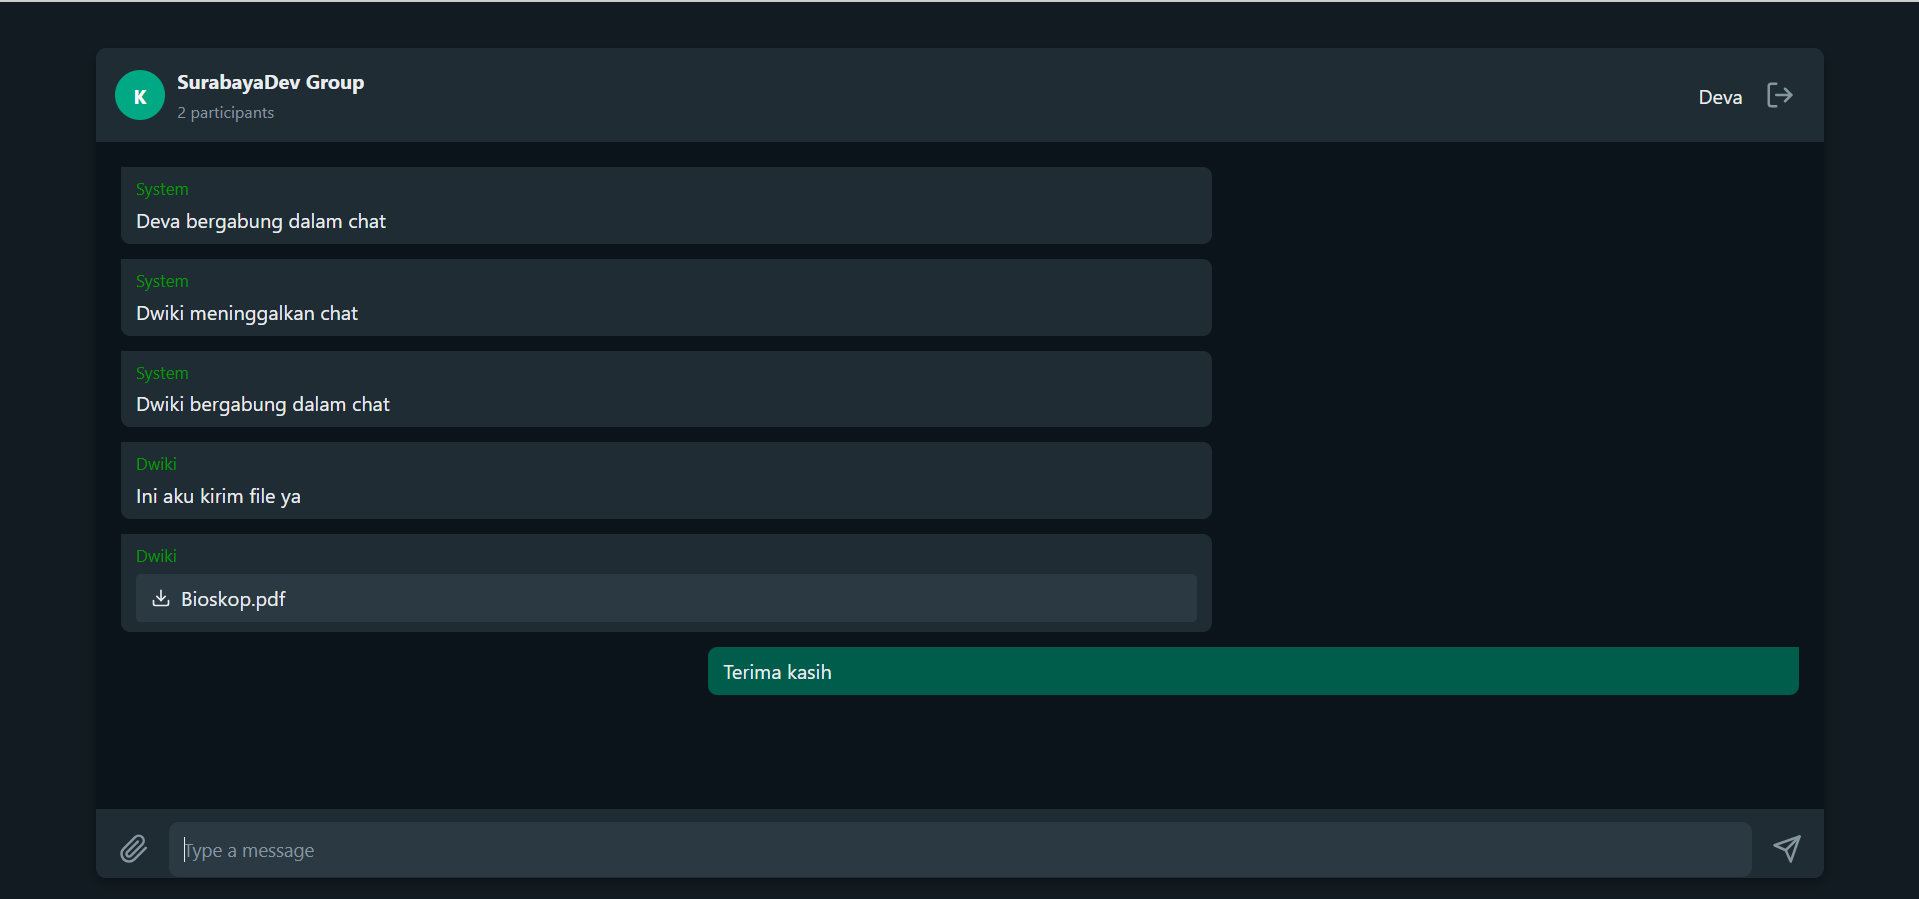 K
SurabayaDev Group
2 participants
Deva
System
Deva bergabung dalam chat
System
Dwiki meninggalkan chat
System
Dwiki bergabung dalam chat
Dwiki
Ini aku kirim file ya
Dwiki
Bioskop.pdf
Terima kasih
Type a message